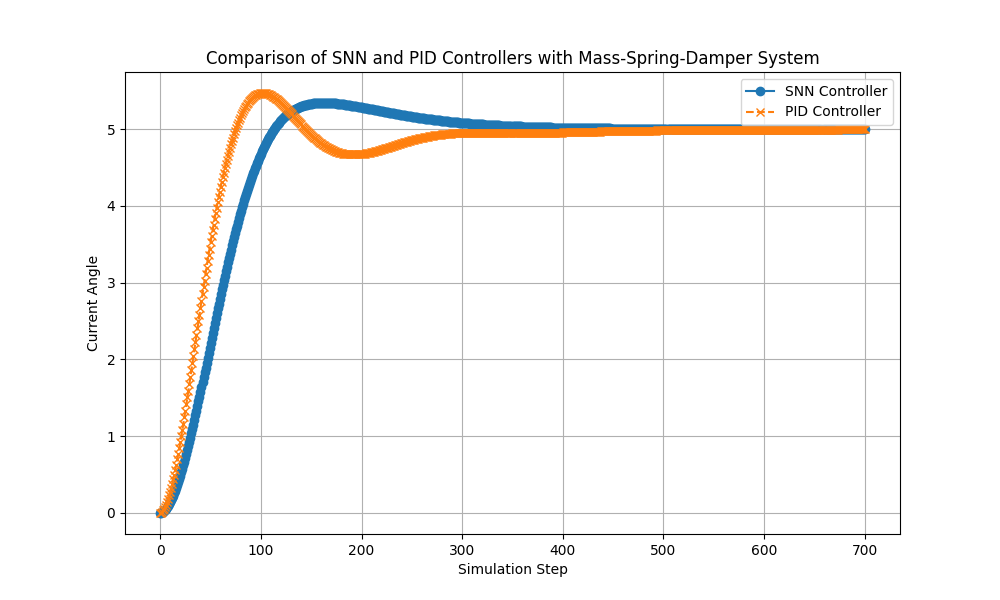 Comparison of SNN and PID Controllers with Mass-Spring-Damper System
SNN Controller
PID Controller
Current Angle
5
4
3
2
1
0
0 100 200 300 400 500 600 700
Simulation Step